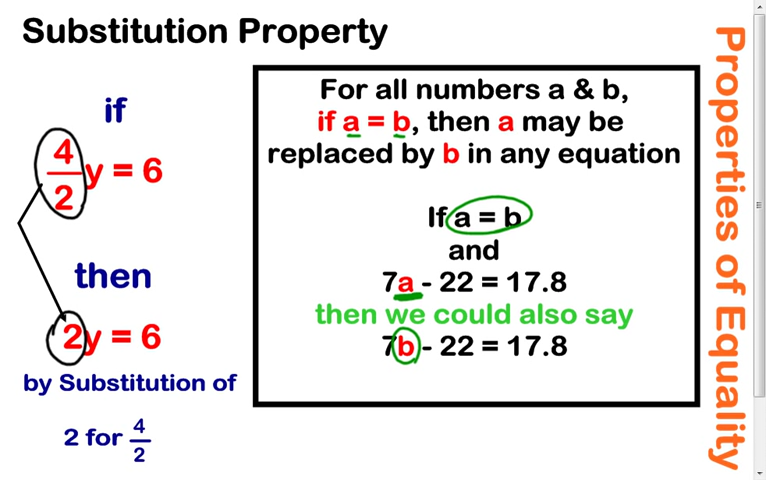 Substitution Property
if
4/2 y = 6
then
2y = 6
by Substitution of
2 for 4/2
For all numbers a & b,
if a = b, then a may be
replaced by b in any equation
If a = b
and
7a - 22 = 17.8
then we could also say
7b - 22 = 17.8
Properties of Equality